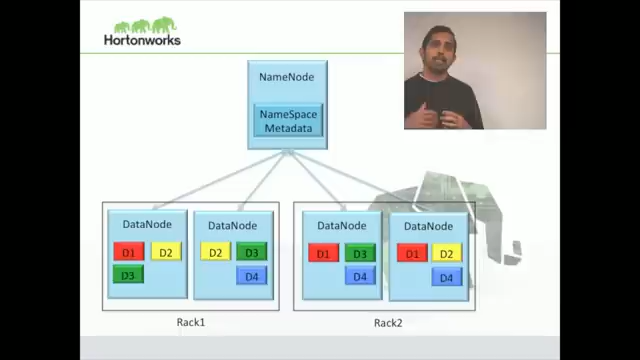 Hortonworks
NameNode
NameSpace
Metadata
DataNode
D1 D2
D3
DataNode
D2 D3
D4
DataNode
D1 D3
D4
DataNode
D1 D2
D4
Rack1
Rack2